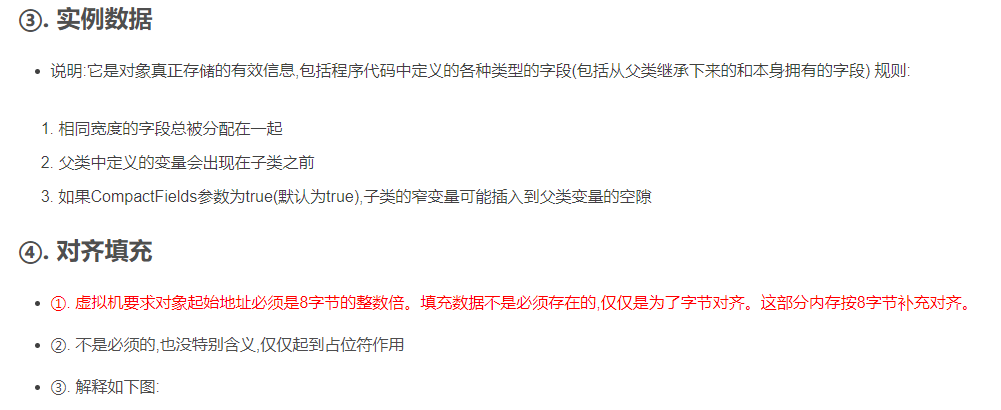 ③. 实例数据
说明:它是对象真正存储的有效信息,包括程序代码中定义的各种类型的字段(包括从父类继承下来的和本身拥有的字段) 规则:
1. 相同宽度的字段总被分配在一起
2. 父类中定义的变量会出现在子类之前
3. 如果CompactFields参数为true(默认为true),子类的窄变量可能插入到父类变量的空隙
④. 对齐填充
①. 虚拟机要求对象起始地址必须是8字节的整数倍。填充数据不是必须存在的,仅仅是为了字节对齐。这部分内存按8字节补充对齐。
②. 不是必须的,也没特别含义,仅仅起到占位符作用
③. 解释如下图: